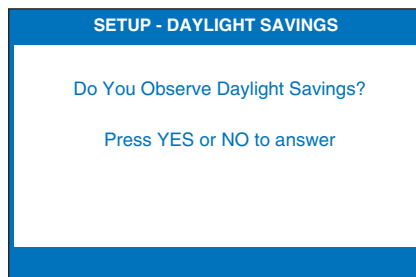 SETUP - DAYLIGHT SAVINGS
Do You Observe Daylight Savings?
Press YES or NO to answer